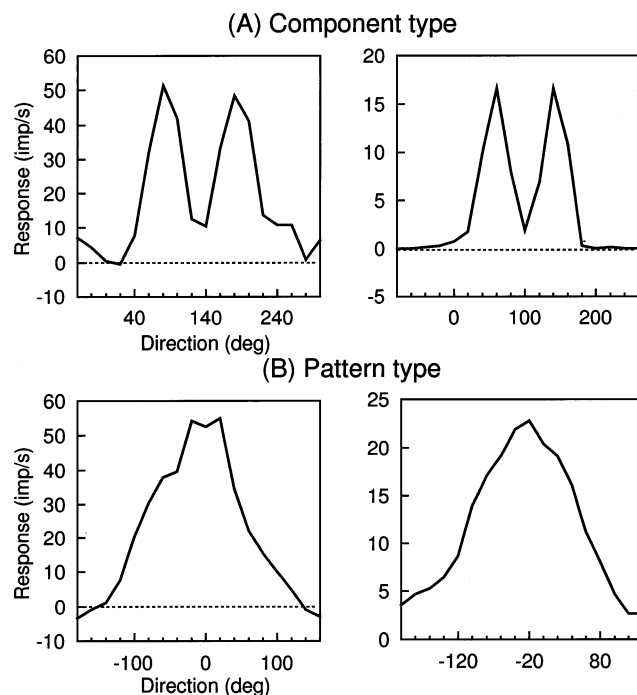 (A) Component type
60
50
40
30
20
10
0
-10
Response (imp/s)
40 140 240
Direction (deg)
20
15
10
5
0
-5
0 100 200
(B) Pattern type
60
50
40
30
20
10
0
-10
Response (imp/s)
-100 0 100
Direction (deg)
25
20
15
10
5
0
-120 -20 80